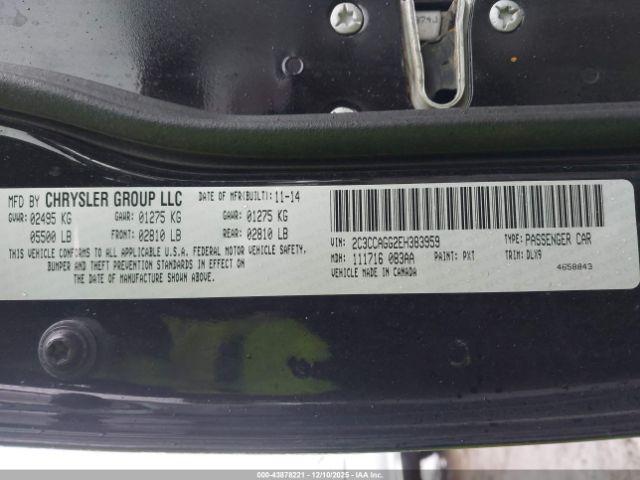 MFD BY CHRYSLER GROUP LLC DATE OF MFR(BUILT): 11-14
GVWR: 02495 KG GAWR: 01275 KG GAWR: 01275 KG
05500 LB FRONT: 02810 LB REAR: 02810 LB
THIS VEHICLE CONFORMS TO ALL APPLICABLE U.S.A. FEDERAL MOTOR VEHICLE SAFETY,
BUMPER AND THEFT PREVENTION STANDARDS IN EFFECT ON
THE DATE OF MANUFACTURE SHOWN ABOVE.
VIN: 2C3CCAGG2EH383959 TYPE: PASSENGER CAR
MDH: 111716 083AA PAINT: PXT TRIM: DLX9
MADE IN CANADA 4658843
000-43878221 - 12/10/2025 - IAAI.COM